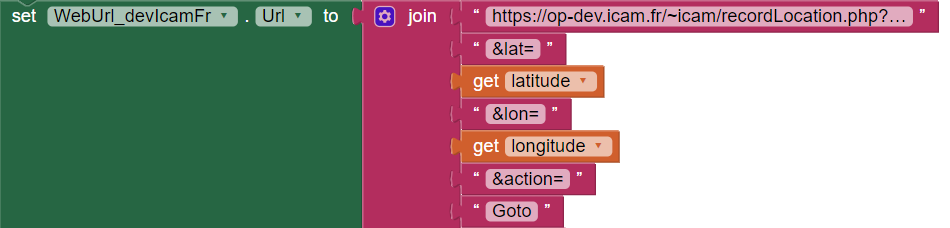 set WebUrl_devIcamFr . Url to join “ https://op-dev.icam.fr/~icam/recordLocation.php?… ”
“ &lat= ”
get latitude
“ &lon= ”
get longitude
“ &action= ”
“ Goto ”